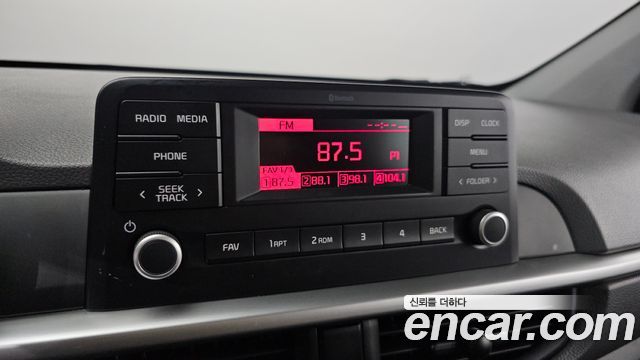 Bluetooth
RADIO MEDIA
PHONE
< SEEK TRACK >
FM --:--
87.5 P1
FAV 1/3
1 87.5 2 88.1 3 98.1 4 104.1
DISP CLOCK
MENU
< FOLDER >
FAV 1 RPT 2 RDM 3 4 BACK
신뢰를 더하다
encar.com